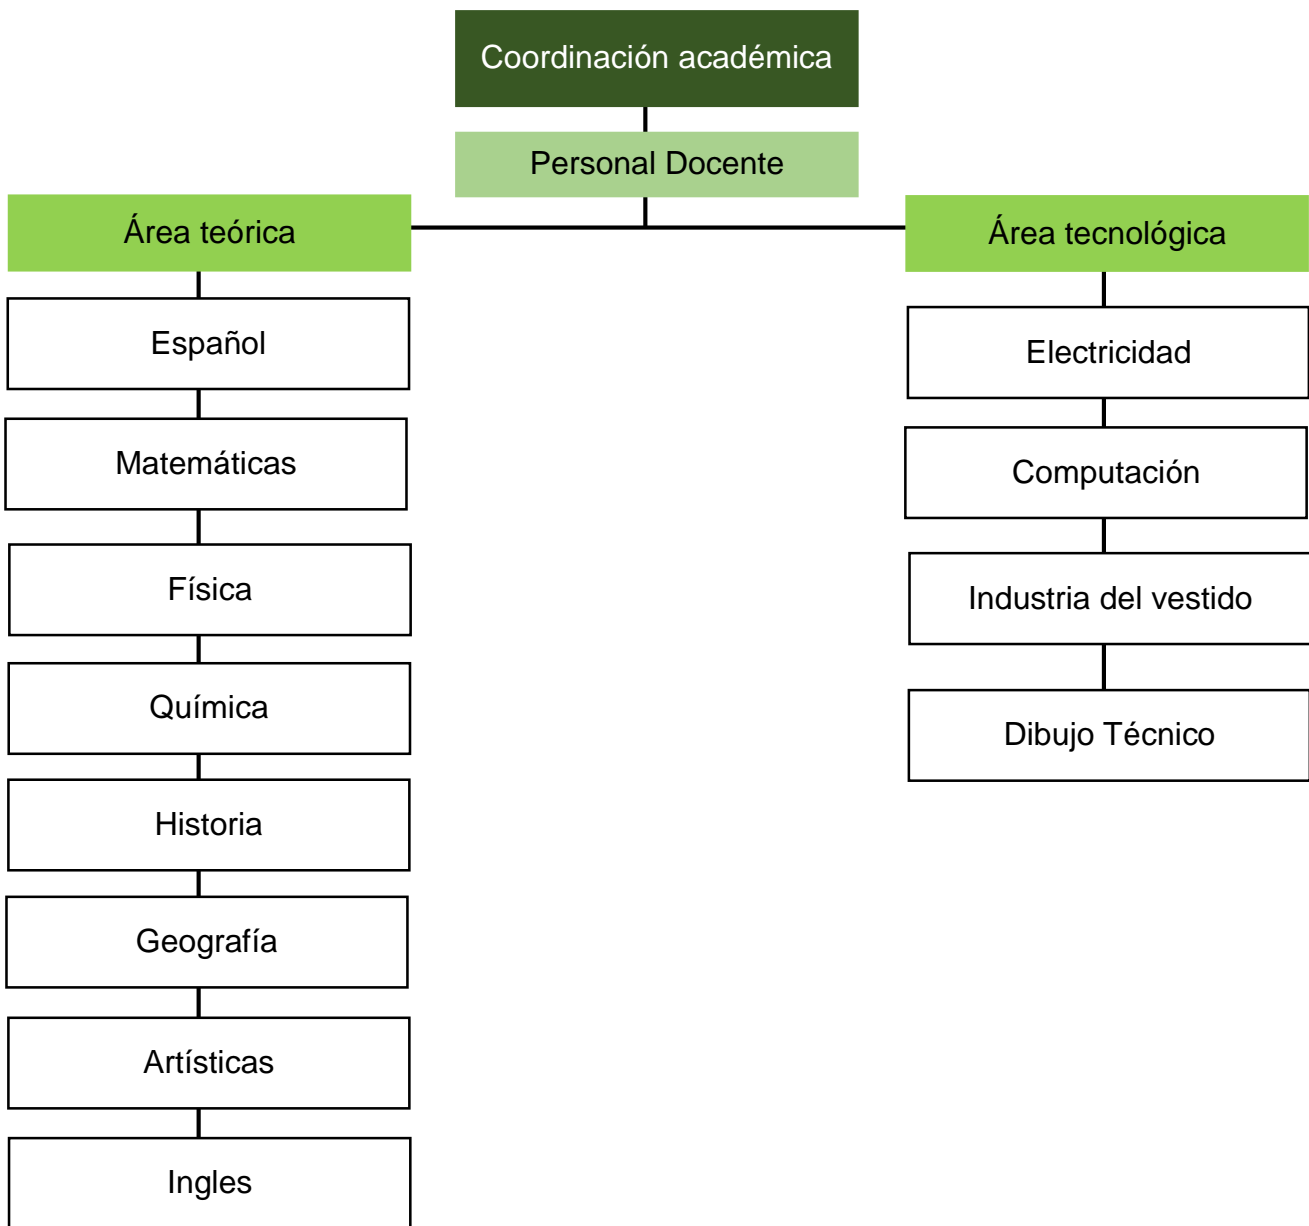 Coordinación académica
Personal Docente
Área teórica
Español
Matemáticas
Física
Química
Historia
Geografía
Artísticas
Ingles
Área tecnológica
Electricidad
Computación
Industria del vestido
Dibujo Técnico